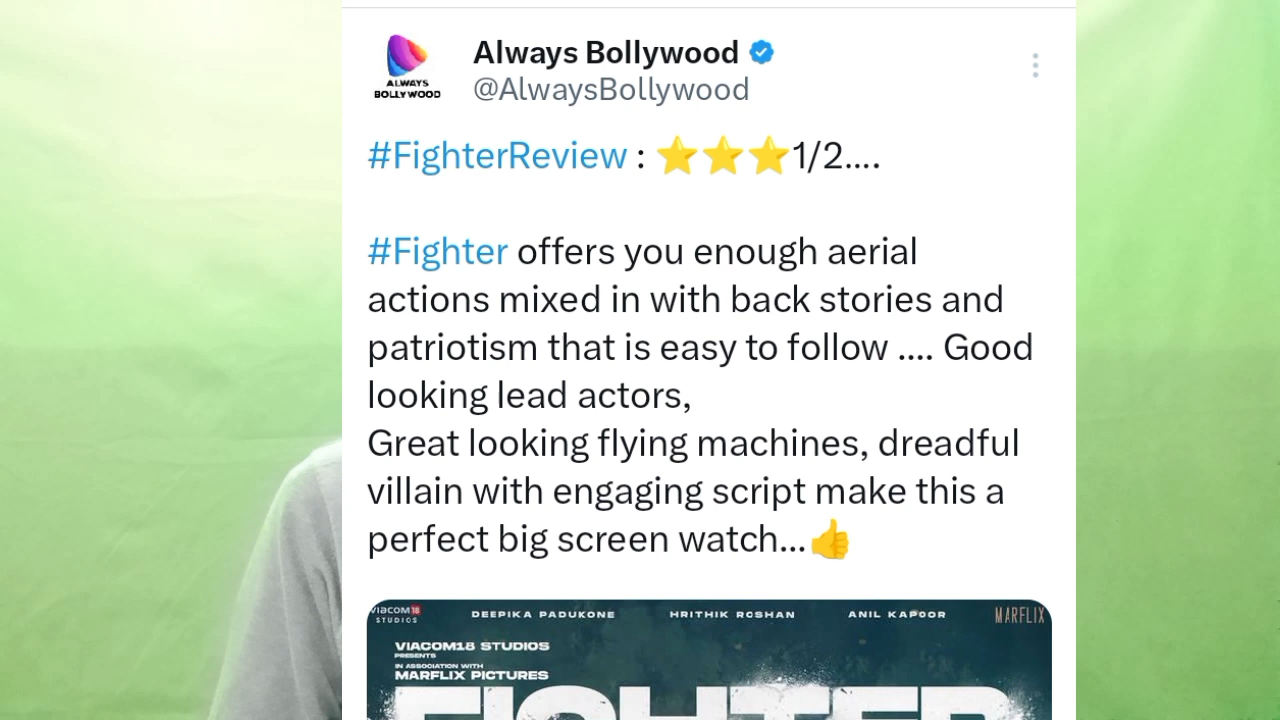 Always Bollywood
ALWAYS
BOLLYWOOD
@AlwaysBollywood
#FighterReview : ⭐⭐⭐1/2....
#Fighter offers you enough aerial
actions mixed in with back stories and
patriotism that is easy to follow .... Good
looking lead actors,
Great looking flying machines, dreadful
villain with engaging script make this a
perfect big screen watch...👍
VIACOM18
STUDIOS
DEEPIKA PADUKONE HRITHIK ROSHAN ANIL KAPOOR MARFLIX
VIACOM18 STUDIOS
PRESENTS
IN ASSOCIATION WITH
MARFLIX PICTURES
FIGHTER